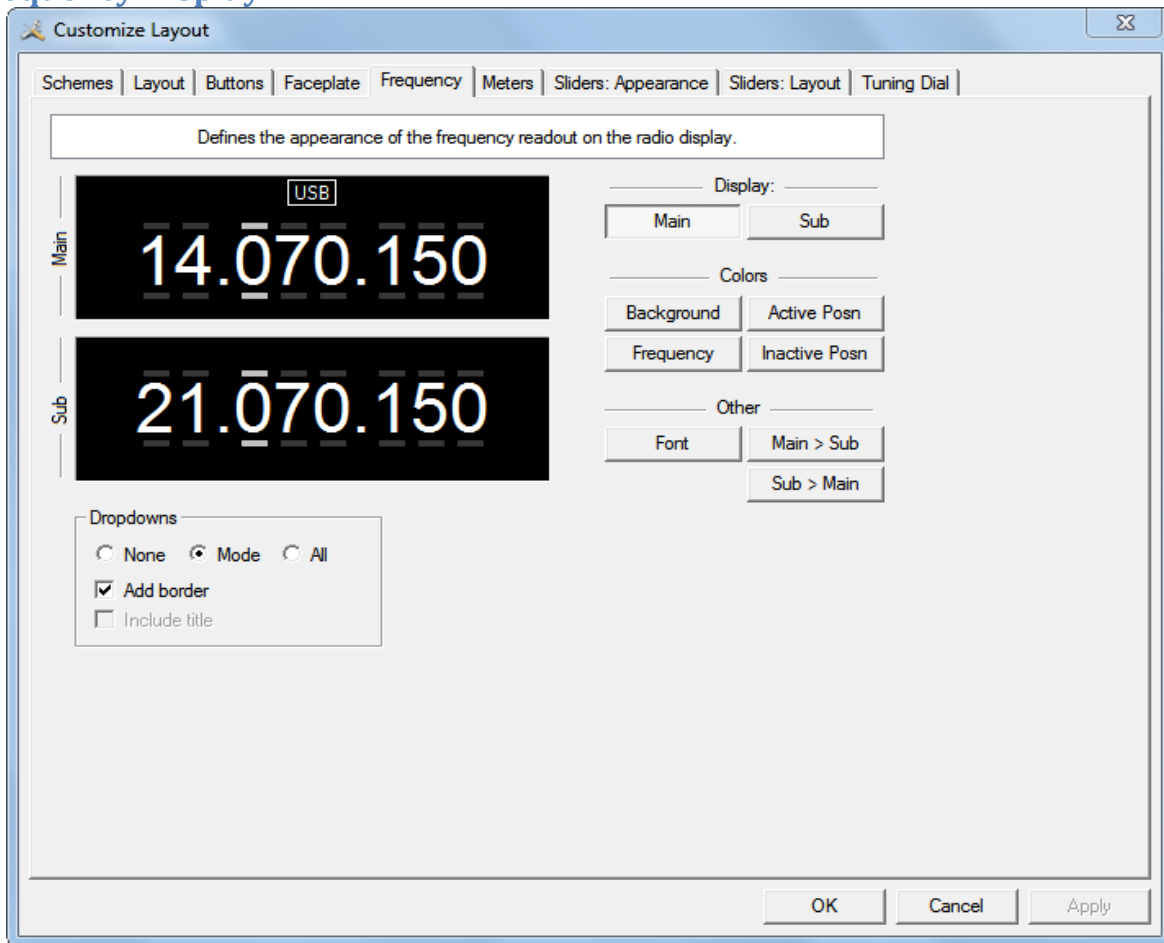 Customize Layout
Schemes Layout Buttons Faceplate Frequency Meters Sliders: Appearance Sliders: Layout Tuning Dial
Defines the appearance of the frequency readout on the radio display.
Main
USB
14.070.150
Sub
21.070.150
Display:
Main Sub
Colors
Background Active Posn
Frequency Inactive Posn
Other
Font Main > Sub
Sub > Main
Dropdowns
None Mode All
Add border
Include title
OK Cancel Apply